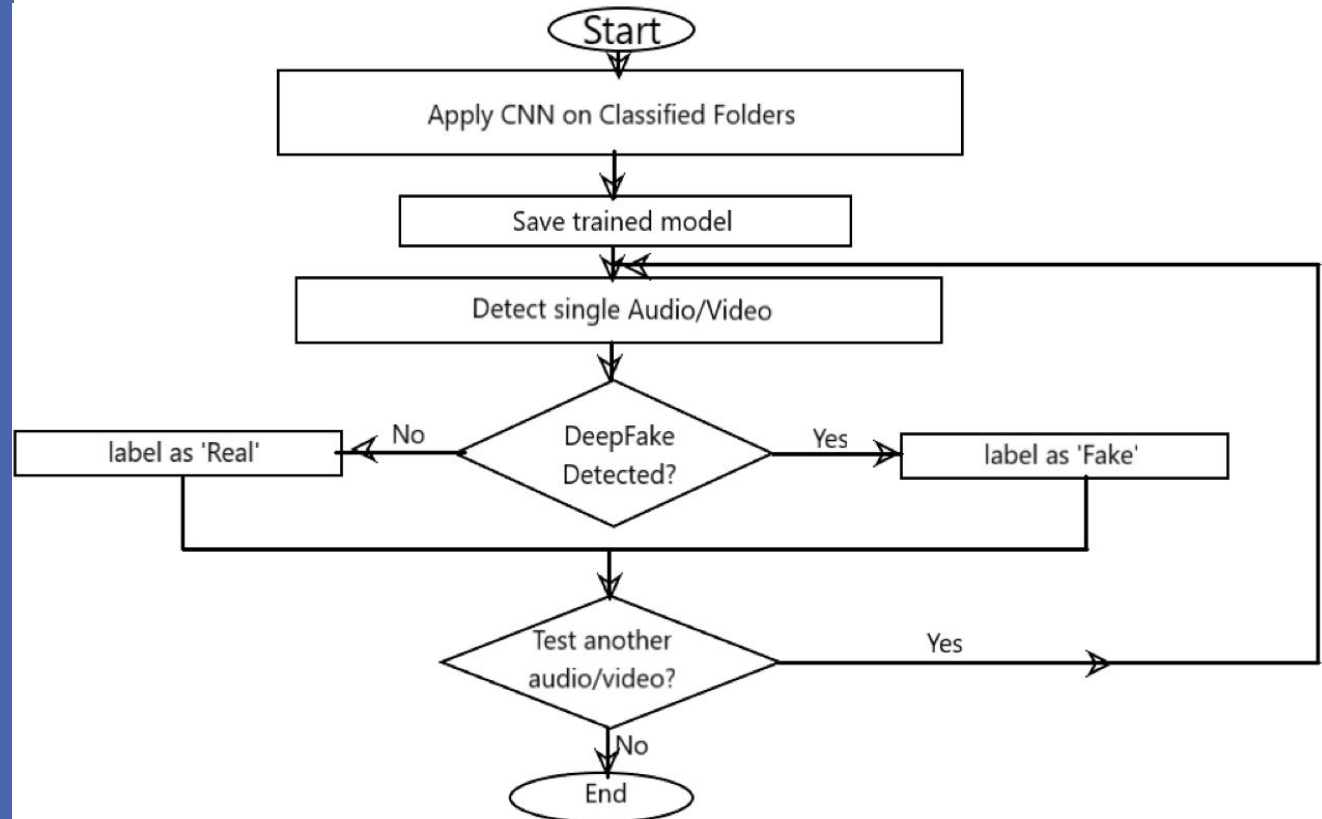 Start
Apply CNN on Classified Folders
Save trained model
Detect single Audio/Video
No
DeepFake
Detected?
Yes
label as 'Real'
label as 'Fake'
Test another
audio/video?
Yes
No
End